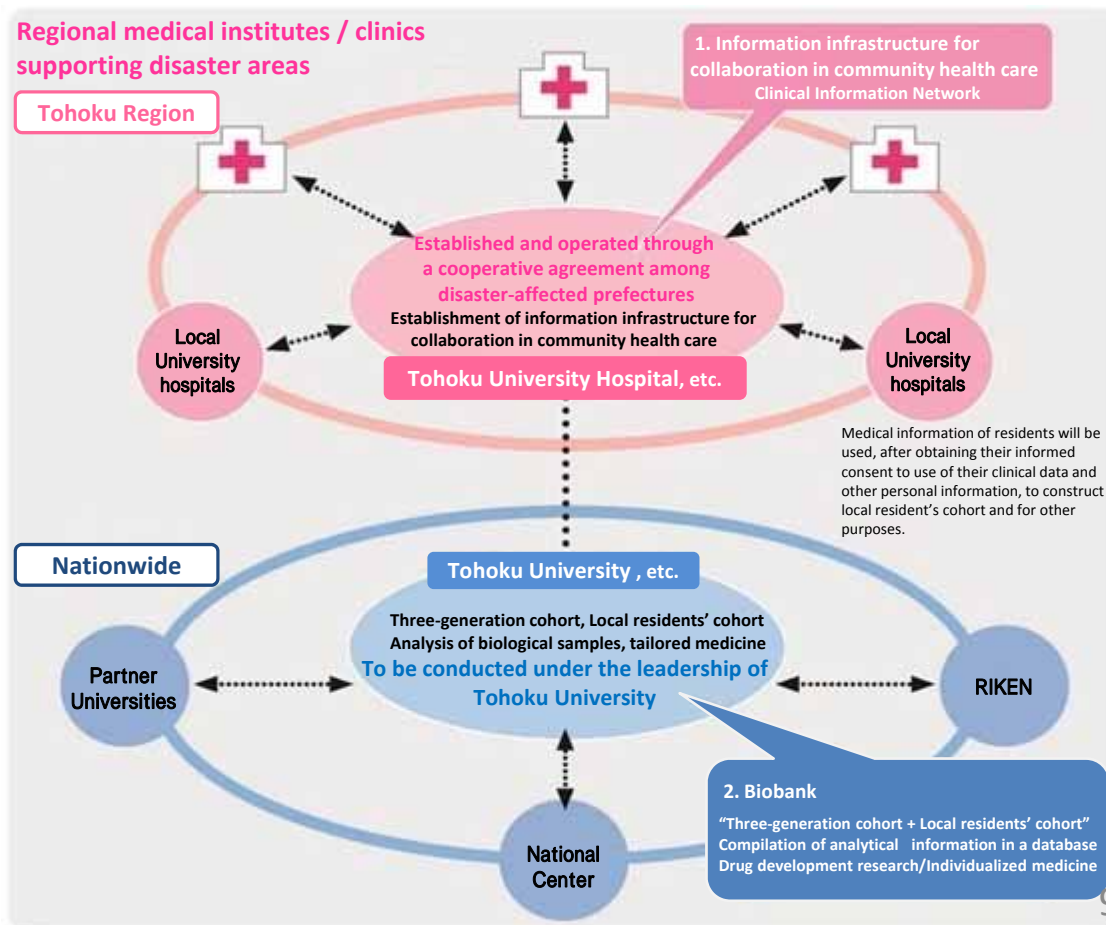 Regional medical institutes / clinics
supporting disaster areas
Tohoku Region
1. Information infrastructure for
collaboration in community health care
Clinical Information Network
Established and operated through
a cooperative agreement among
disaster-affected prefectures
Establishment of information infrastructure for
collaboration in community health care
Tohoku University Hospital, etc.
Local
University
hospitals
Local
University
hospitals
Medical information of residents will be
used, after obtaining their informed
consent to use of their clinical data and
other personal information, to construct
local resident's cohort and for other
purposes.
Nationwide
Tohoku University , etc.
Three-generation cohort, Local residents' cohort
Analysis of biological samples, tailored medicine
To be conducted under the leadership of
Tohoku University
Partner
Universities
RIKEN
National
Center
2. Biobank
“Three-generation cohort + Local residents' cohort”
Compilation of analytical information in a database
Drug development research/Individualized medicine